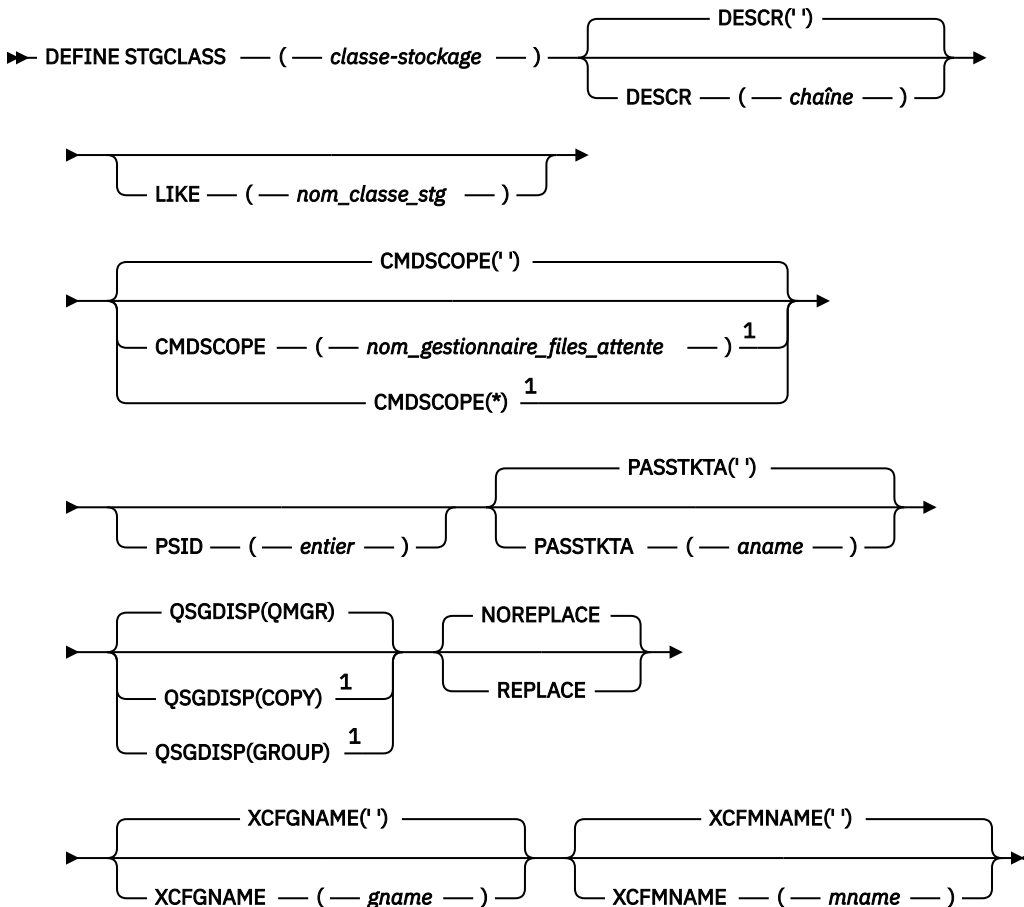 DESCR(' ')
DEFINE STGCLASS ( classe-stockage )
DESCR ( chaîne )
LIKE ( nom_classe_stg )
CMDSCOPE(' ')
CMDSCOPE ( nom_gestionnaire_files_attente ) 1
CMDSCOPE(*) 1
PASSTKTA(' ')
PSID ( entier ) PASSTKTA ( aname )
QSGDISP(QMGR) NOREPLACE
QSGDISP(COPY) 1 REPLACE
QSGDISP(GROUP) 1
XCFGNAME(' ') XCFMNAME(' ')
XCFGNAME ( gname ) XCFMNAME ( mname )